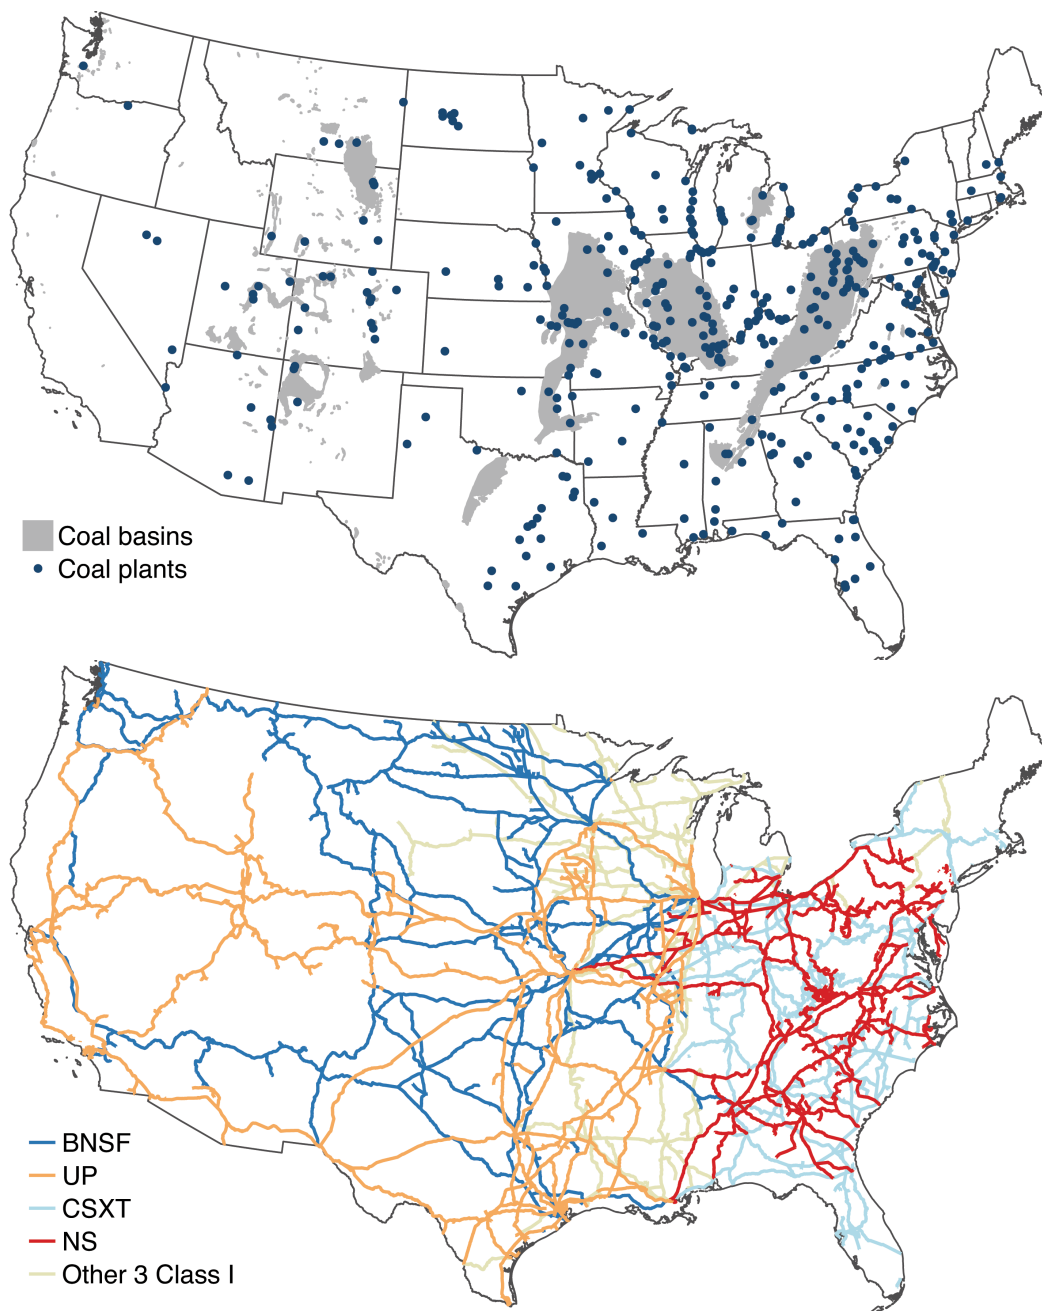 Coal basins
Coal plants
BNSF
UP
CSXT
NS
Other 3 Class I